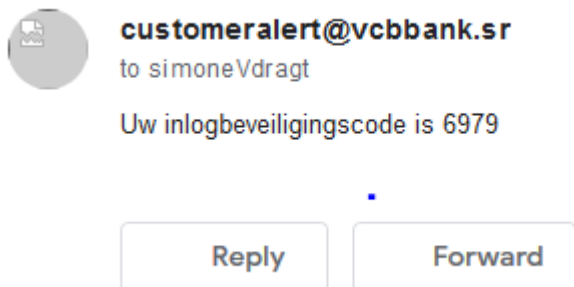 customeralert@vcbbank.sr
to simoneVdragt
Uw inlogbeveiligingscode is 6979
Reply
Forward